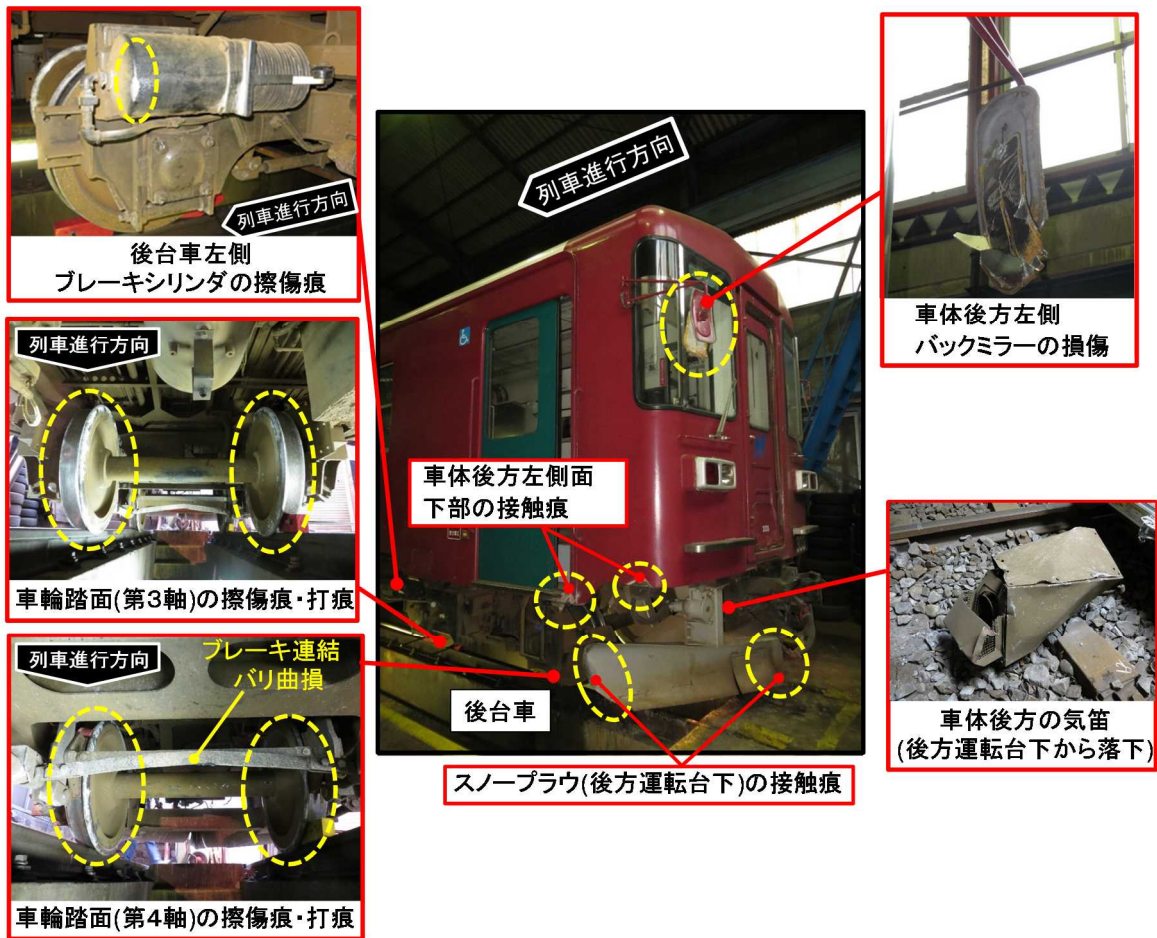 列車進行方向
後台車左側
ブレーキシリンダの擦傷痕
列車進行方向
車輪踏面(第3軸)の擦傷痕・打痕
列車進行方向
ブレーキ連結
バリ曲損
車輪踏面(第4軸)の擦傷痕・打痕
列車進行方向
車体後方左側面
下部の接触痕
後台車
スノープラウ(後方運転台下)の接触痕
車体後方左側
バックミラーの損傷
車体後方の気笛
(後方運転台下から落下)